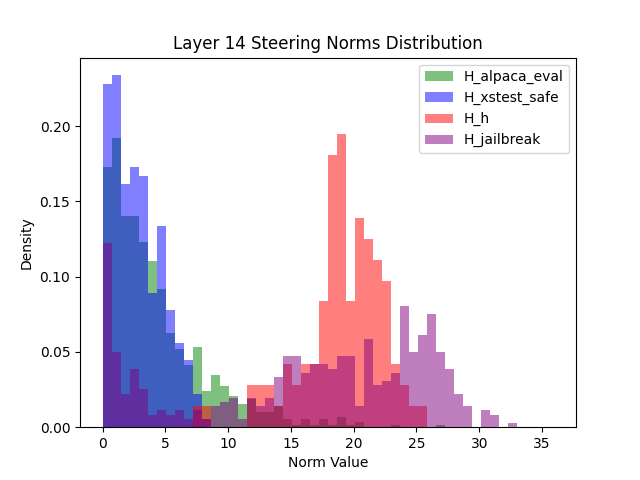 Layer 14 Steering Norms Distribution
H_alpaca_eval
H_xstest_safe
H_h
H_jailbreak
0.20
0.15
0.10
0.05
0.00
Density
0 5 10 15 20 25 30 35
Norm Value